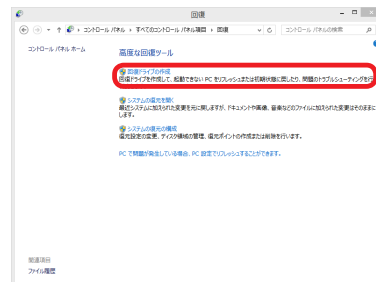 回復
コントロール パネル ▸ すべてのコントロール パネル項目 ▸ 回復
コントロール パネルの検索
コントロール パネル ホーム
高度な回復ツール
回復ドライブの作成
回復ドライブを作成して、起動できない PC をリフレッシュまたは初期状態に戻したり、問題のトラブルシューティングを行
システムの復元を開く
最近システムに加えられた変更を元に戻しますが、ドキュメントや画像、音楽などのファイルに加えられた変更はそのままに
します。
システムの復元の構成
復元設定の変更、ディスク領域の管理、復元ポイントの作成または削除を行います。
PC で問題が発生している場合、PC 設定でリフレッシュすることができます。
関連項目
ファイル履歴